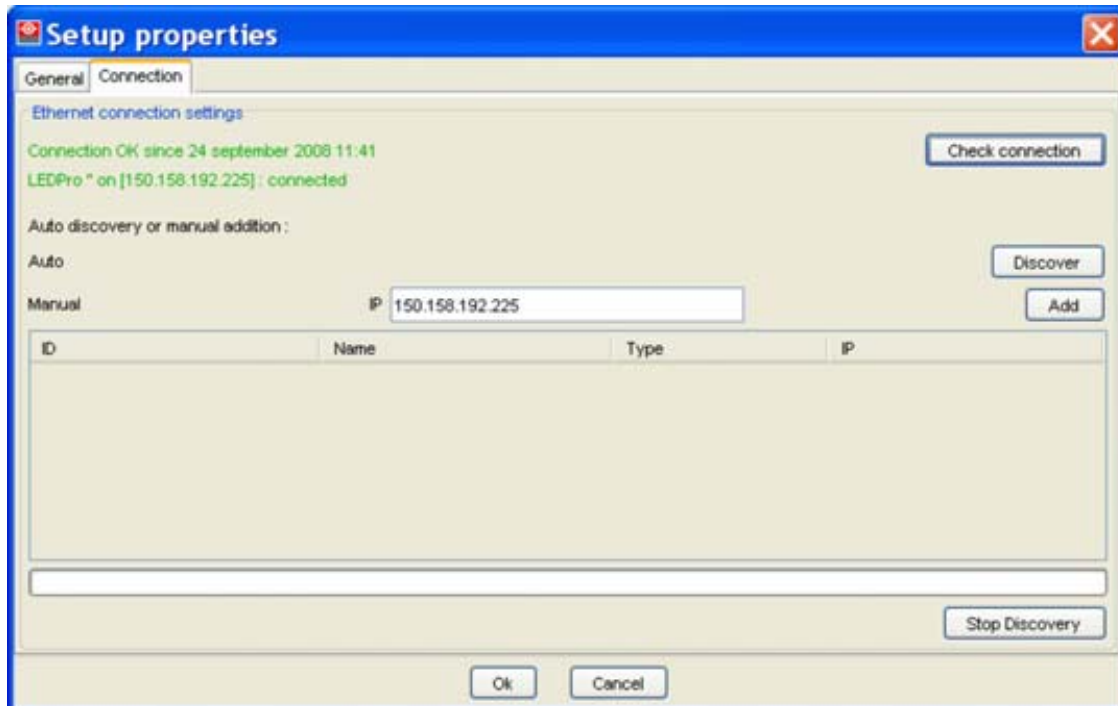 Setup properties
General Connection
Ethernet connection settings
Connection OK since 24 september 2008 11:41
Check connection
LEDPro " on [150.158.192.225] : connected
Auto discovery or manual addition :
Auto
Discover
Manual IP 150.158.192.225 Add
ID Name Type IP
Stop Discovery
Ok Cancel